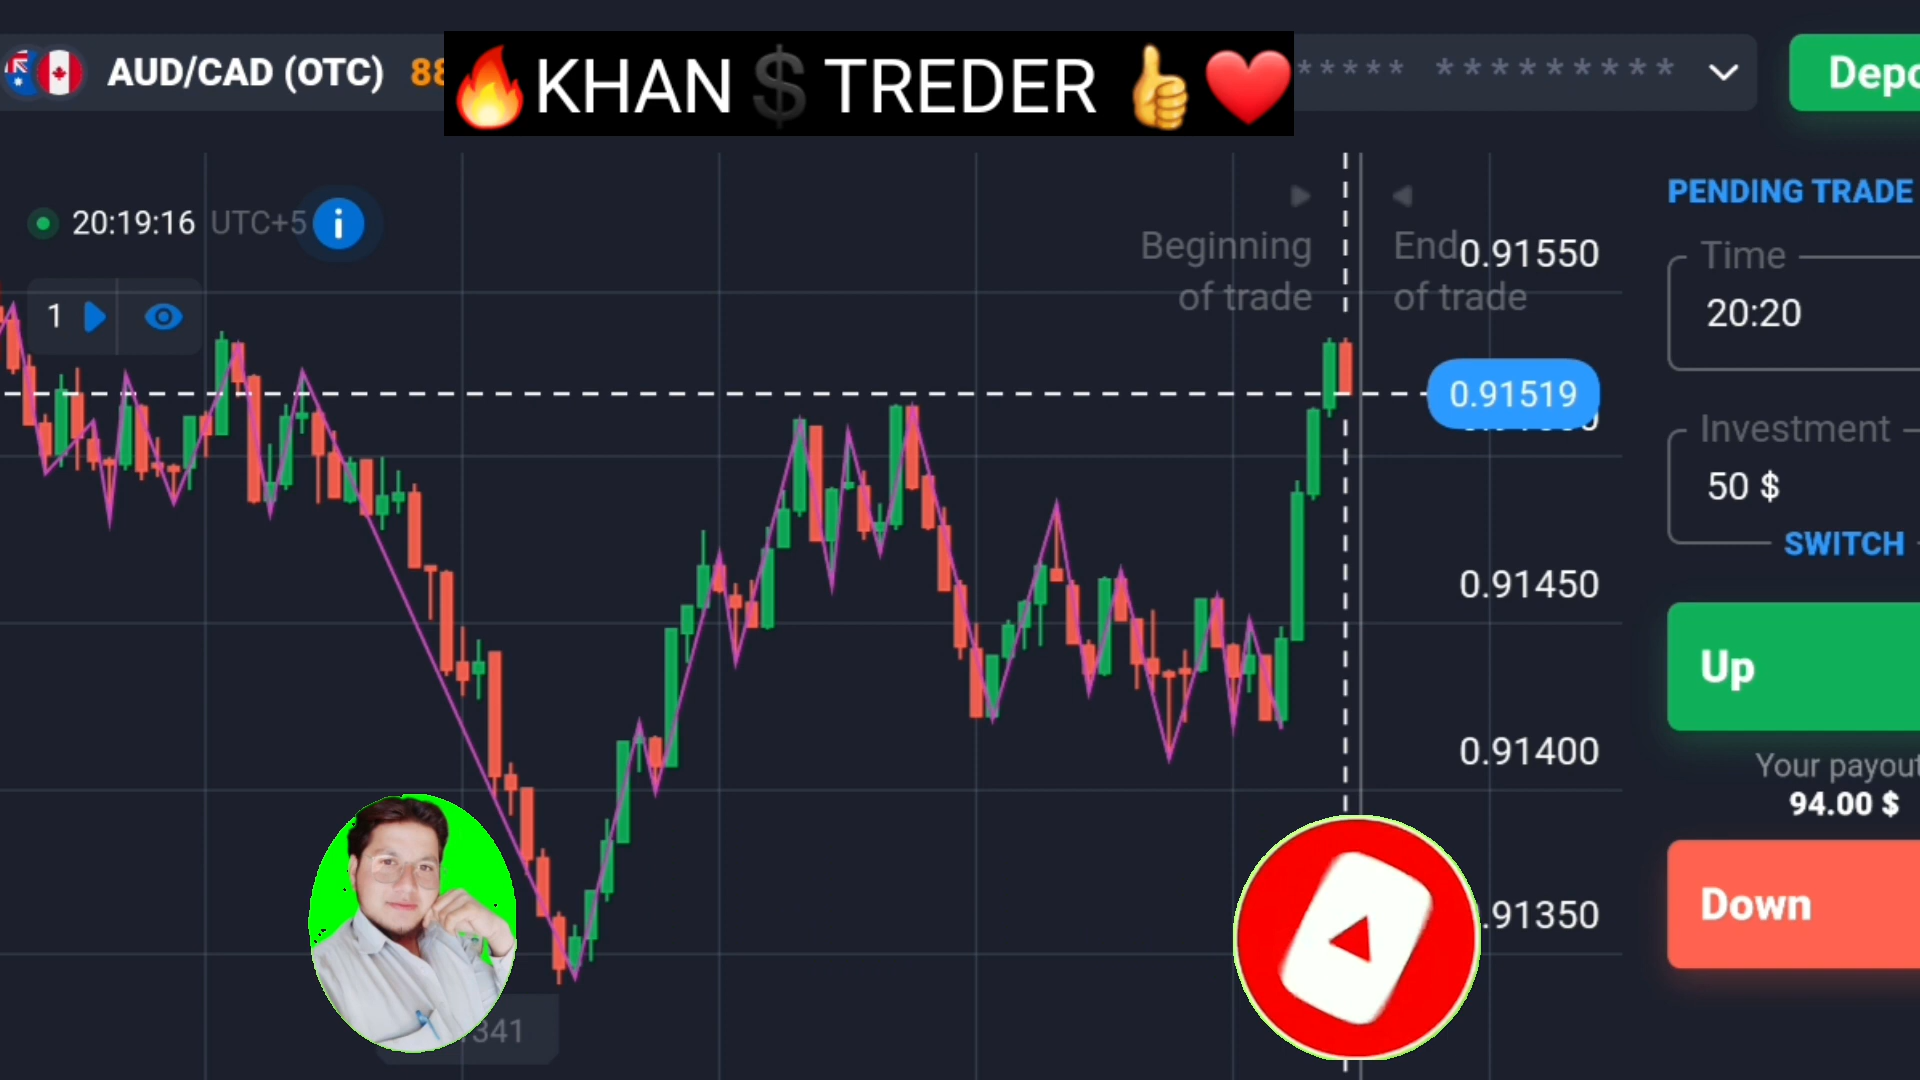 AUD/CAD (OTC) 88
🔥KHAN $ TREDER 👍❤️
***** *********
Depo
20:19:16 UTC+5
i
1
Beginning
of trade
End
of trade
0.91550
0.91519
0.91450
0.91400
.91350
341
PENDING TRADE
Time
20:20
Investment
50 $
SWITCH
Up
Your payout
94.00 $
Down